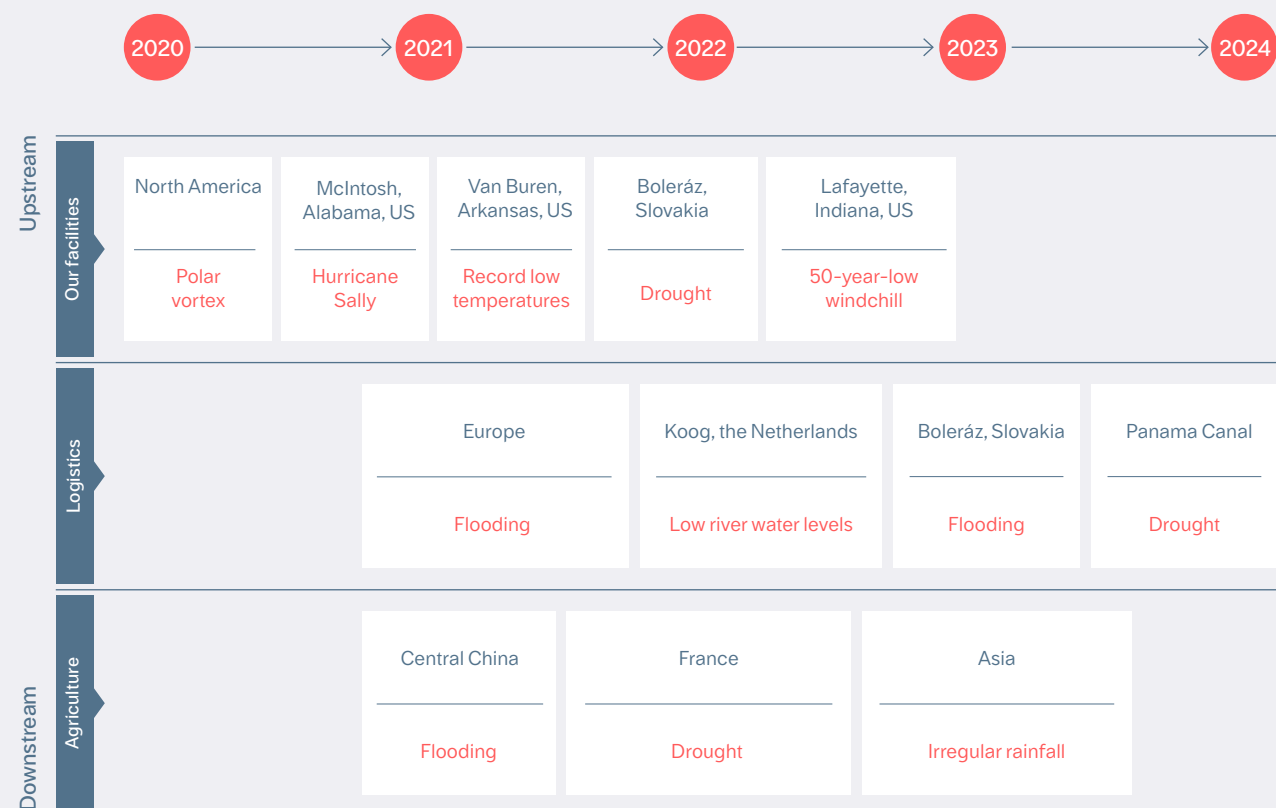 2020
2021
2022
2023
2024
Upstream
Our facilities
North America
Polar
vortex
McIntosh,
Alabama, US
Hurricane
Sally
Van Buren,
Arkansas, US
Record low
temperatures
Boleráz,
Slovakia
Drought
Lafayette,
Indiana, US
50-year-low
windchill
Logistics
Europe
Flooding
Koog, the Netherlands
Low river water levels
Boleráz, Slovakia
Flooding
Panama Canal
Drought
Downstream
Agriculture
Central China
Flooding
France
Drought
Asia
Irregular rainfall